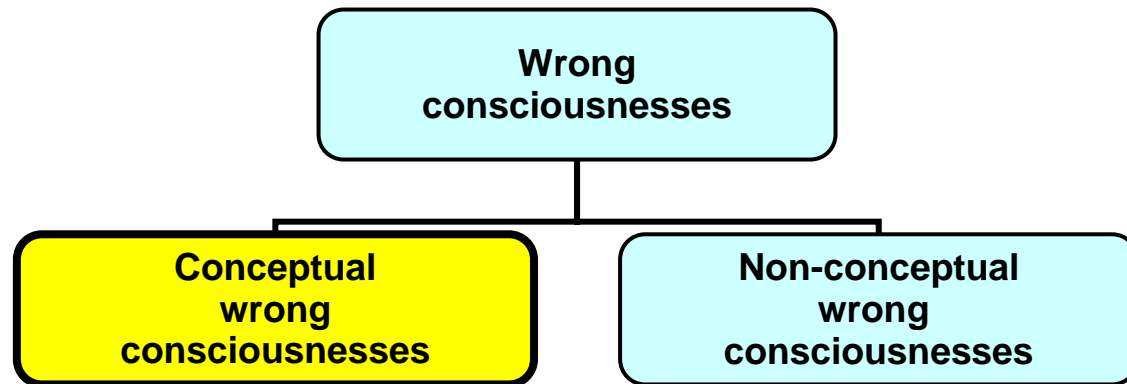 Wrong
consciousnesses
Conceptual
wrong
consciousnesses
Non-conceptual
wrong
consciousnesses